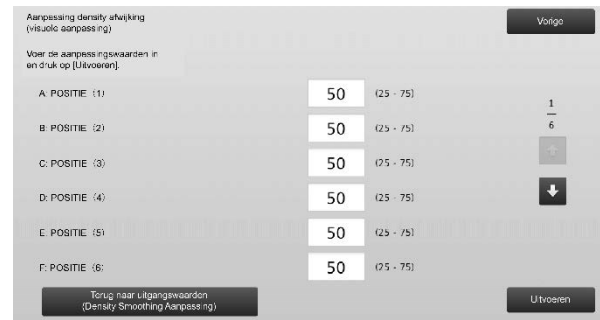 Aanpassing density afwijking
(visuele aanpassing)
Vorige
Voer de aanpassingswaarden in
en druk op [Uitvoeren].
A: POSITIE (1) 50 (25 - 75)
B: POSITIE (2) 50 (25 - 75)
C: POSITIE (3) 50 (25 - 75)
D: POSITIE (4) 50 (25 - 75)
E: POSITIE (5) 50 (25 - 75)
F: POSITIE (6) 50 (25 - 75)
1
6
Terug naar uitgangswaarden
(Density Smoothing Aanpassing)
Uitvoeren